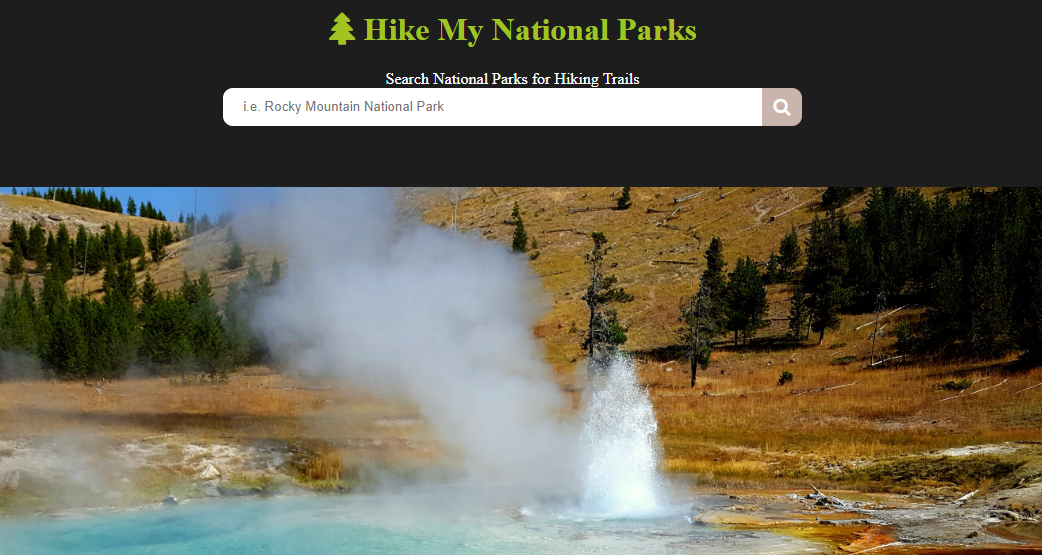 Hike My National Parks
Search National Parks for Hiking Trails
i.e. Rocky Mountain National Park